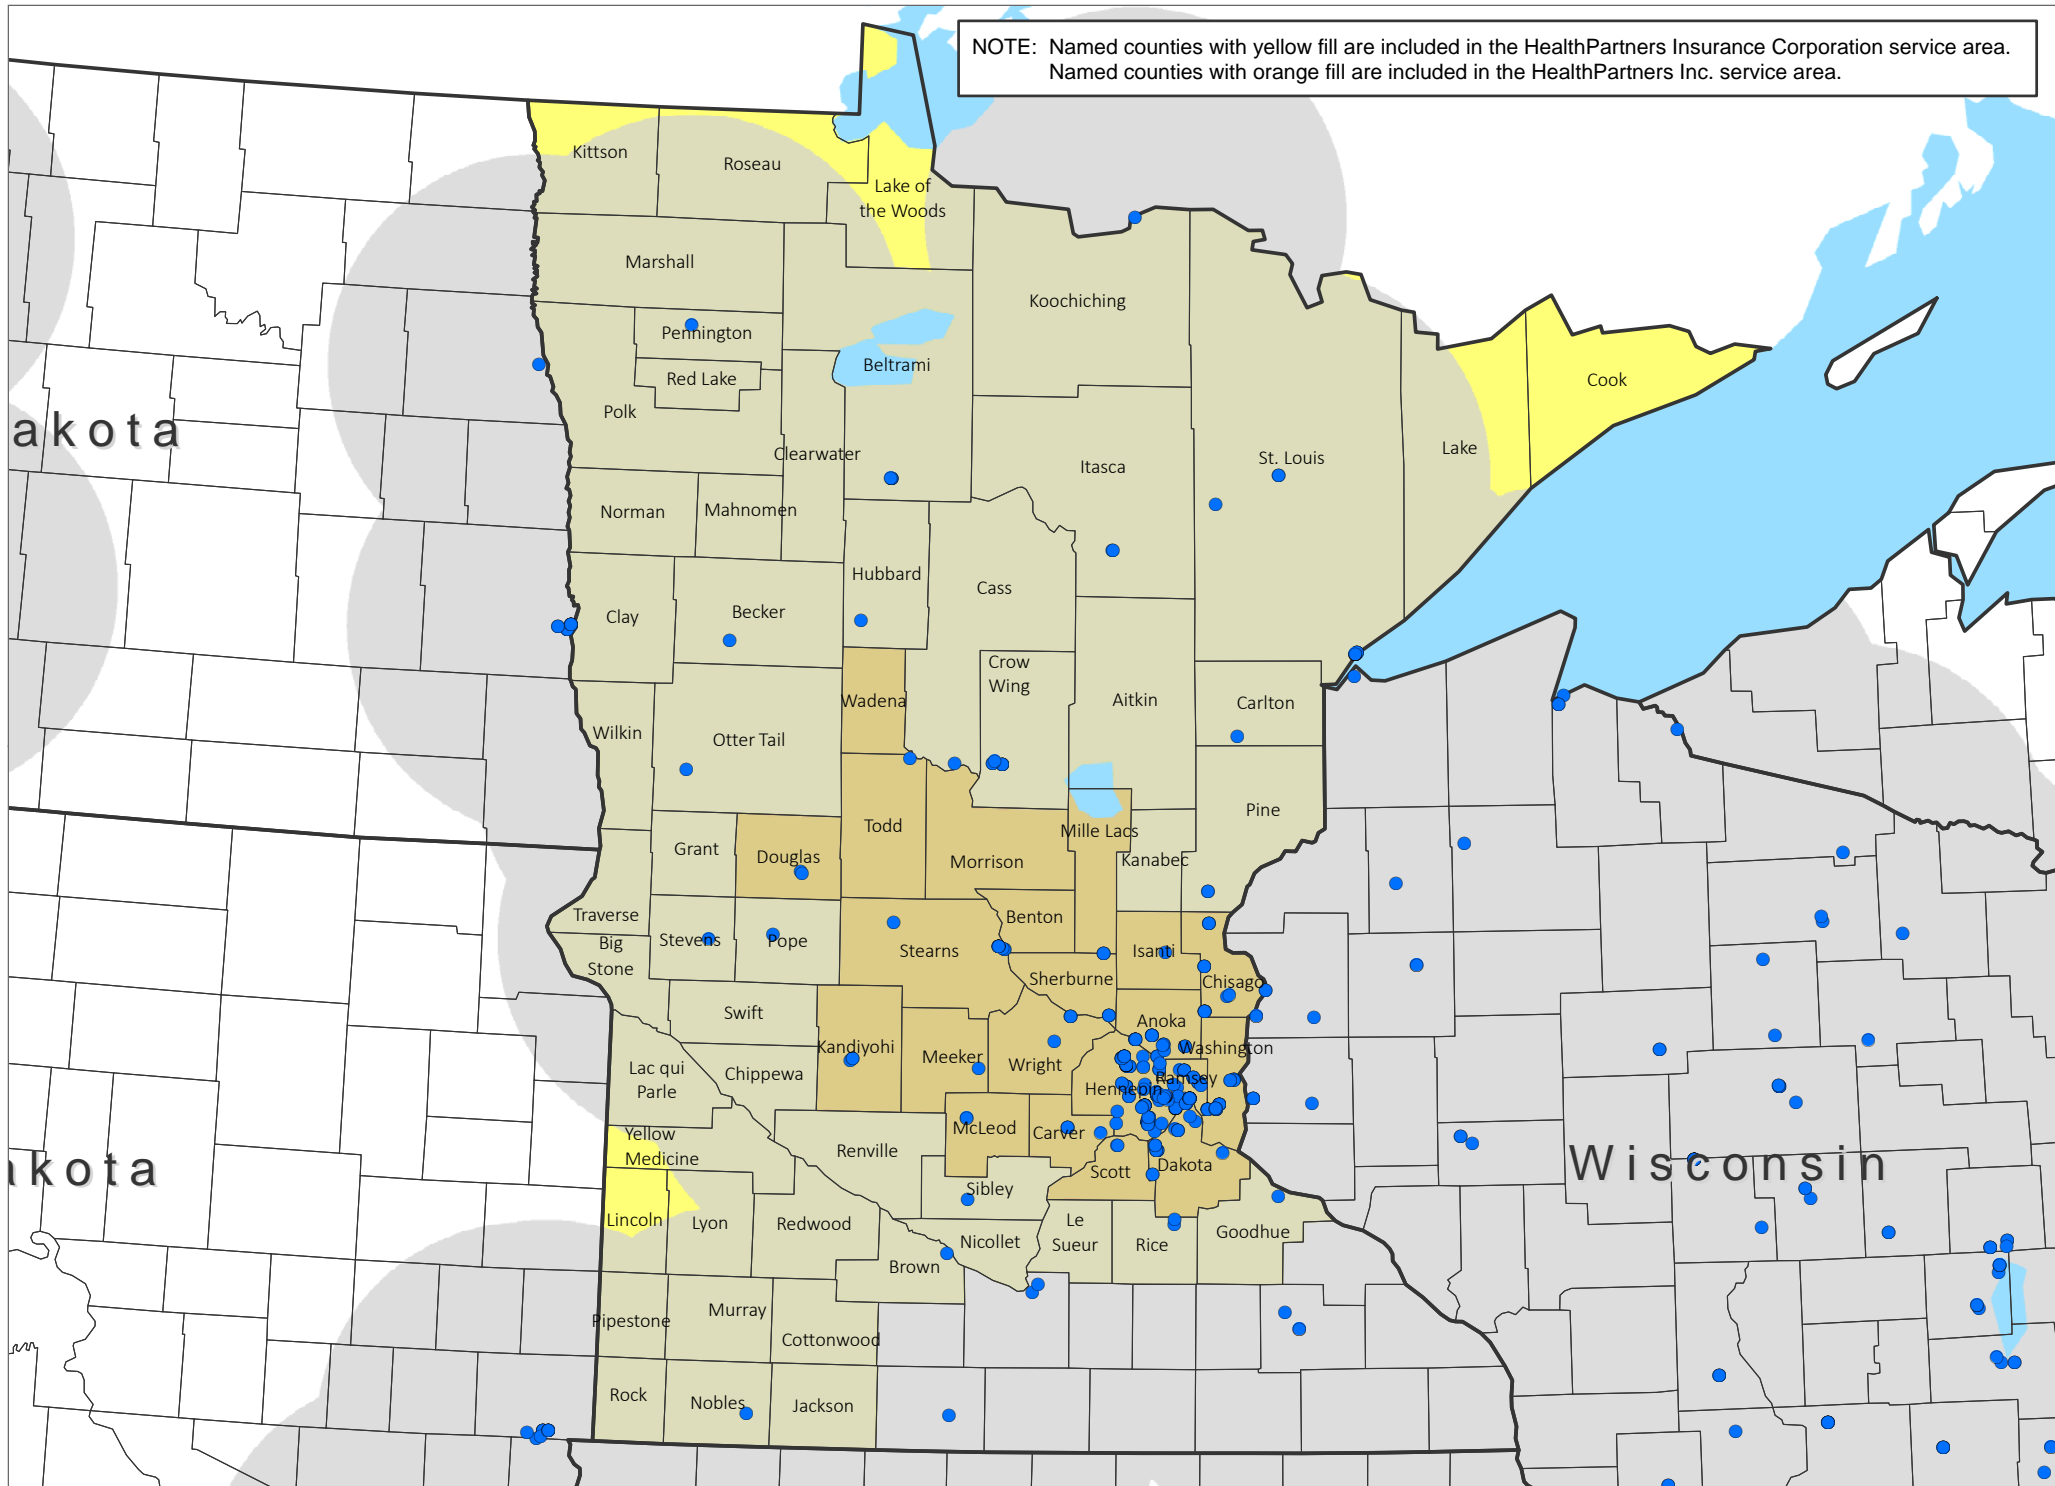 NOTE: Named counties with yellow fill are included in the HealthPartners Insurance Corporation service area.
Named counties with orange fill are included in the HealthPartners Inc. service area.
Kittson
Roseau
Lake of
the Woods
Marshall
Koochiching
Pennington
Beltrami
Red Lake
Cook
Polk
akota
Clearwater
Itasca
St. Louis
Lake
Norman
Mahnomen
Hubbard
Cass
Clay
Becker
Crow
Wing
Wadena
Aitkin
Carlton
Wilkin
Otter Tail
Pine
Todd
Mille Lacs
Grant
Douglas
Morrison
Kanabec
Traverse
Benton
Big
Stone
Stevens
Pope
Stearns
Isanti
Sherburne
Chisago
Swift
Anoka
Kandiyohi
Meeker
Wright
Washington
Lac qui
Parle
Chippewa
Hennepin
Ramsey
McLeod
Carver
Yellow
Medicine
Renville
Scott
Dakota
Wisconsin
akota
Sibley
Lincoln
Lyon
Redwood
Le
Sueur
Rice
Goodhue
Nicollet
Brown
Pipestone
Murray
Cottonwood
Rock
Nobles
Jackson